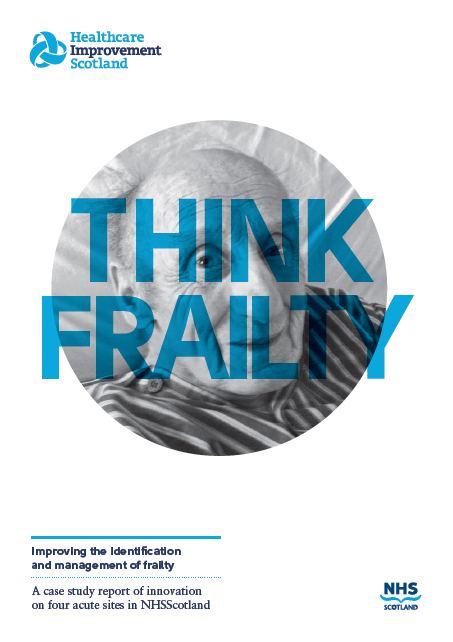 Healthcare
Improvement
Scotland
THINK
FRAILTY
Improving the identification
and management of frailty
A case study report of innovation
on four acute sites in NHSScotland
NHS
SCOTLAND